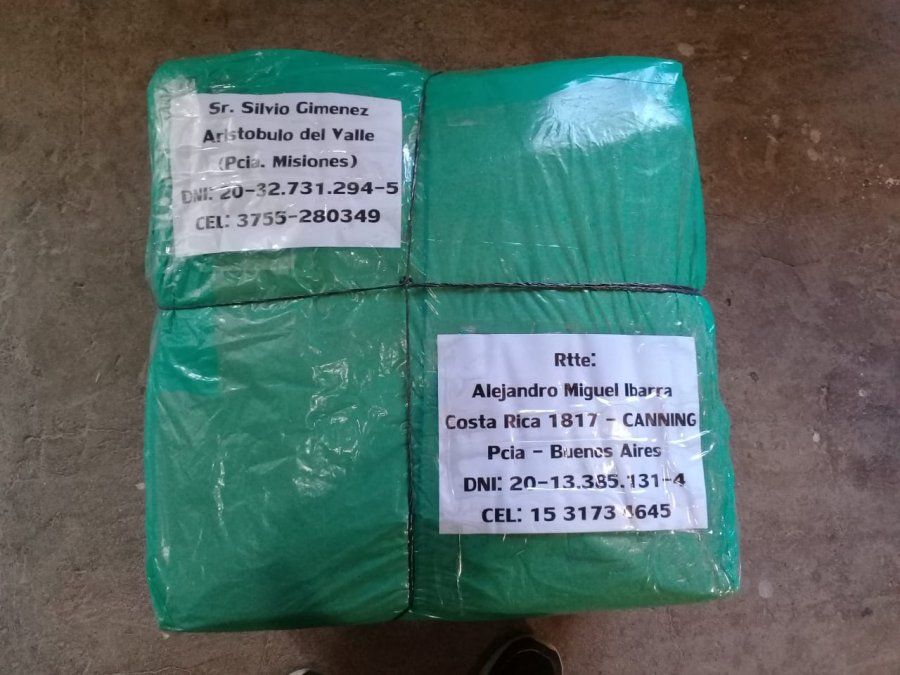 Sr. Silvio Gimenez
Aristobulo del Valle
(Pcia. Misiones)
DNI: 20-32.731.294-5
CEL: 3755-280349
Rtte:
Alejandro Miguel Ibarra
Costa Rica 1817 - CANNING
Pcia - Buenos Aires
DNI: 20-13.385.131-4
CEL: 15 3173 4645